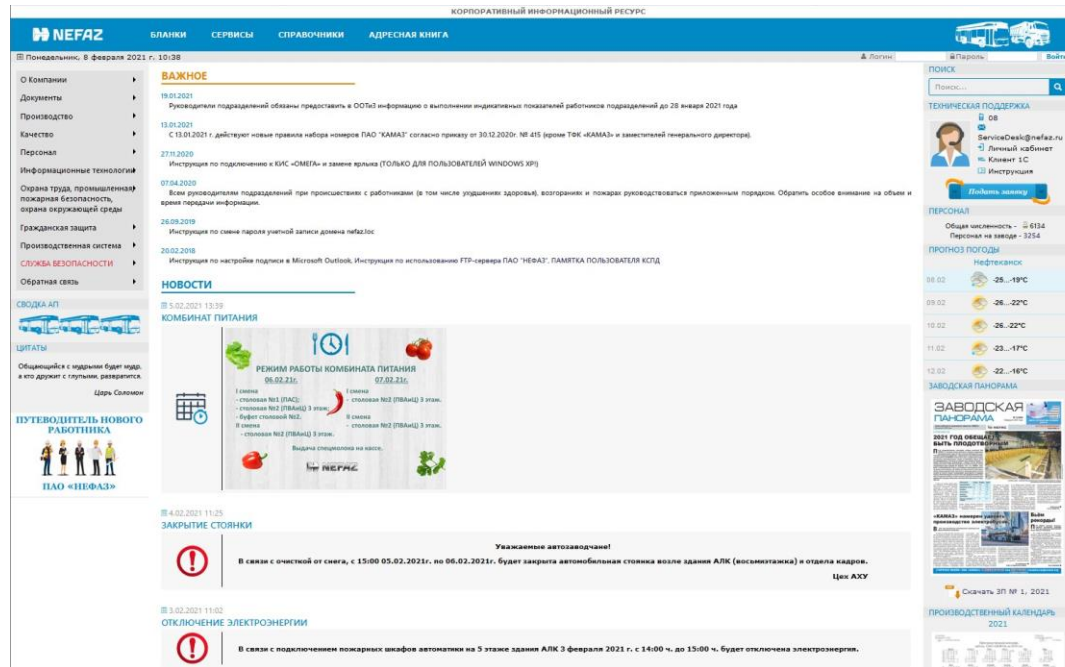 КОРПОРАТИВНЫЙ ИНФОРМАЦИОННЫЙ РЕСУРС
NEFAZ
БЛАНКИ СЕРВИСЫ СПРАВОЧНИКИ АДРЕСНАЯ КНИГА
Понедельник, 8 февраля 2021 г. 10:38
Логин Пароль Войти
О Компании
Документы
Производство
Качество
Персонал
Информационные технологии
Охрана труда, промышленная
пожарная безопасность,
охрана окружающей среды
Гражданская защита
Производственная система
СЛУЖБА БЕЗОПАСНОСТИ
Обратная связь
СВОДКА АП
ЦИТАТЫ
Общающийся с мудрыми будет мудр,
а кто дружит с глупыми, развратится.
Царь Соломон
ПУТЕВОДИТЕЛЬ НОВОГО
РАБОТНИКА
ПАО «НЕФАЗ»
ВАЖНОЕ
19.01.2021
Руководители подразделений обязаны предоставить в ООТиЗ информацию о выполнении индикативных показателей работников подразделений до 28 января 2021 года
13.01.2021
С 13.01.2021 г. действуют новые правила набора номеров ПАО "КАМАЗ" согласно приказу от 30.12.2020г. № 415 (кроме ТФК «КАМАЗ» и заместителей генерального директора).
27.11.2020
Инструкция по подключению к КИС «ОМЕГА» и замене ярлыка (ТОЛЬКО ДЛЯ ПОЛЬЗОВАТЕЛЕЙ WINDOWS XP!)
07.04.2020
Всем руководителям подразделений при происшествиях с работниками (в том числе ухудшениях здоровья), возгораниях и пожарах руководствоваться приложенным порядком. Обратить особое внимание на объем и
время передачи информации.
26.09.2019
Инструкция по смене пароля учетной записи домена nefaz.loc
20.02.2018
Инструкция по настройке подписи в Microsoft Outlook, Инструкция по использованию FTP-сервера ПАО "НЕФАЗ", ПАМЯТКА ПОЛЬЗОВАТЕЛЯ КСПД
НОВОСТИ
5.02.2021 13:39
КОМБИНАТ ПИТАНИЯ
РЕЖИМ РАБОТЫ КОМБИНАТА ПИТАНИЯ
06.02.21г. 07.02.21г.
I смена
- столовая №1 (ПАС);
- столовая №2 (ПВАиЦ) 3 этаж;
- буфет столовой №2.
II смена
- столовая №2 (ПВАиЦ) 3 этаж.
I смена
- столовая №2 (ПВАиЦ) 3 этаж.
II смена
- столовая №2 (ПВАиЦ) 3 этаж.
Выдача спецмолока на кассе.
NEFAZ
4.02.2021 11:25
ЗАКРЫТИЕ СТОЯНКИ
Уважаемые автозаводчане!
В связи с очисткой от снега, с 15:00 05.02.2021г. по 06.02.2021г. будет закрыта автомобильная стоянка возле здания АЛК (восьмиэтажка) и отдела кадров.
Цех АХУ
3.02.2021 11:02
ОТКЛЮЧЕНИЕ ЭЛЕКТРОЭНЕРГИИ
В связи с подключением пожарных шкафов автоматики на 5 этаже здания АЛК 3 февраля 2021 г. с 14:00 ч. до 15:00 ч. будет отключена электроэнергия.
ПОИСК
Поиск...
ТЕХНИЧЕСКАЯ ПОДДЕРЖКА
08
ServiceDesk@nefaz.ru
Личный кабинет
Клиент 1С
Инструкция
Подать заявку
ПЕРСОНАЛ
Общая численность - 6134
Персонал на заводе - 3254
ПРОГНОЗ ПОГОДЫ
Нефтекамск
08.02 -25...-19°C
09.02 -26...-22°C
10.02 -26...-22°C
11.02 -23...-17°C
12.02 -22...-16°C
ЗАВОДСКАЯ ПАНОРАМА
ЗАВОДСКАЯ
ПАНОРАМА
2021 ГОД ОБЕЩАЕТ
БЫТЬ ПЛОДОТВОРНЫМ
«КАМАЗ» намерен удвоить
производство электробусов
Бьём
рекорды!
Скачать ЗП № 1, 2021
ПРОИЗВОДСТВЕННЫЙ КАЛЕНДАРЬ
2021